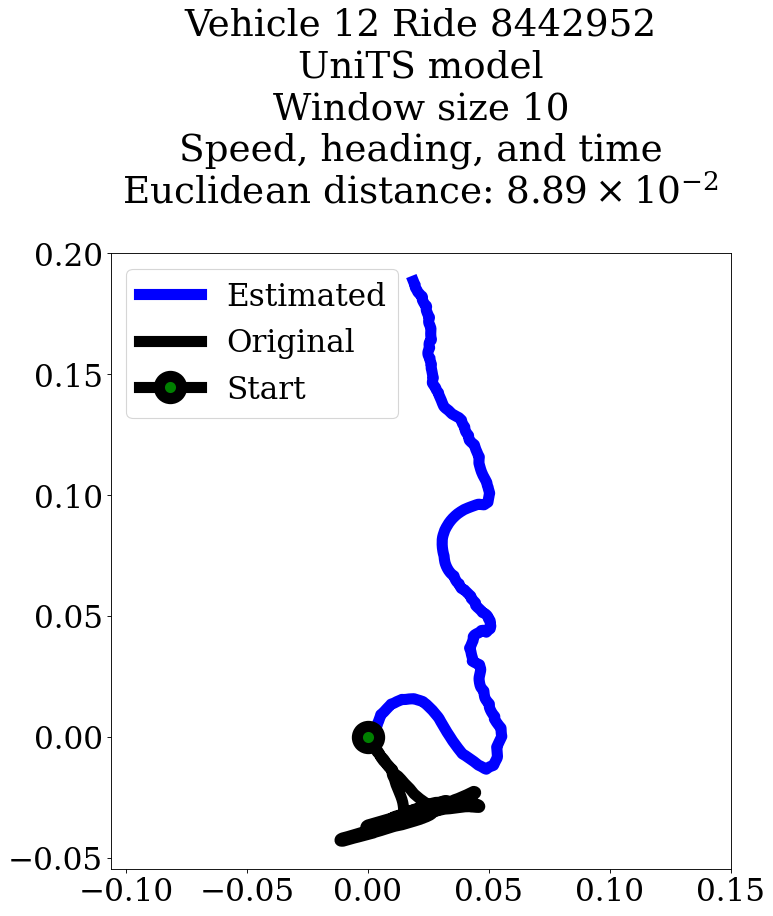 Vehicle 12 Ride 8442952
UniTS model
Window size 10
Speed, heading, and time
Euclidean distance: 8.89 × 10⁻²
0.20
0.15
0.10
0.05
0.00
−0.05
Estimated
Original
Start
−0.10 −0.05 0.00 0.05 0.10 0.15